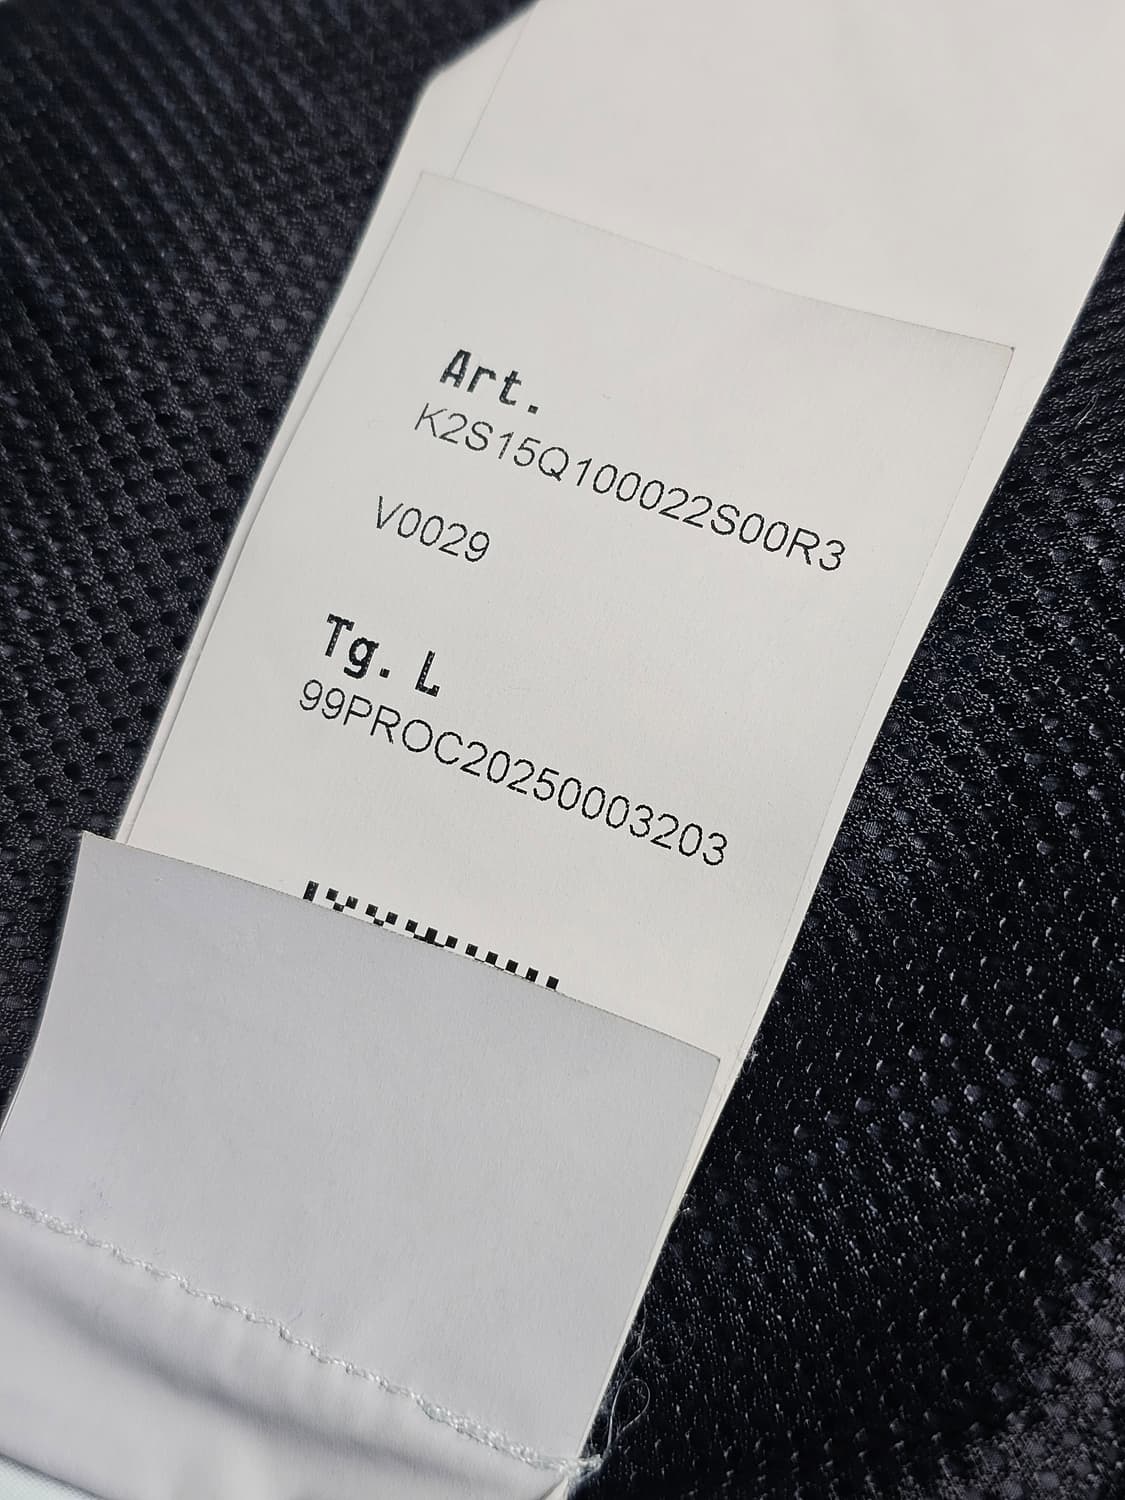 Art.
K2S15Q100022S00R3
V0029
Tg. L
99PROC20250003203